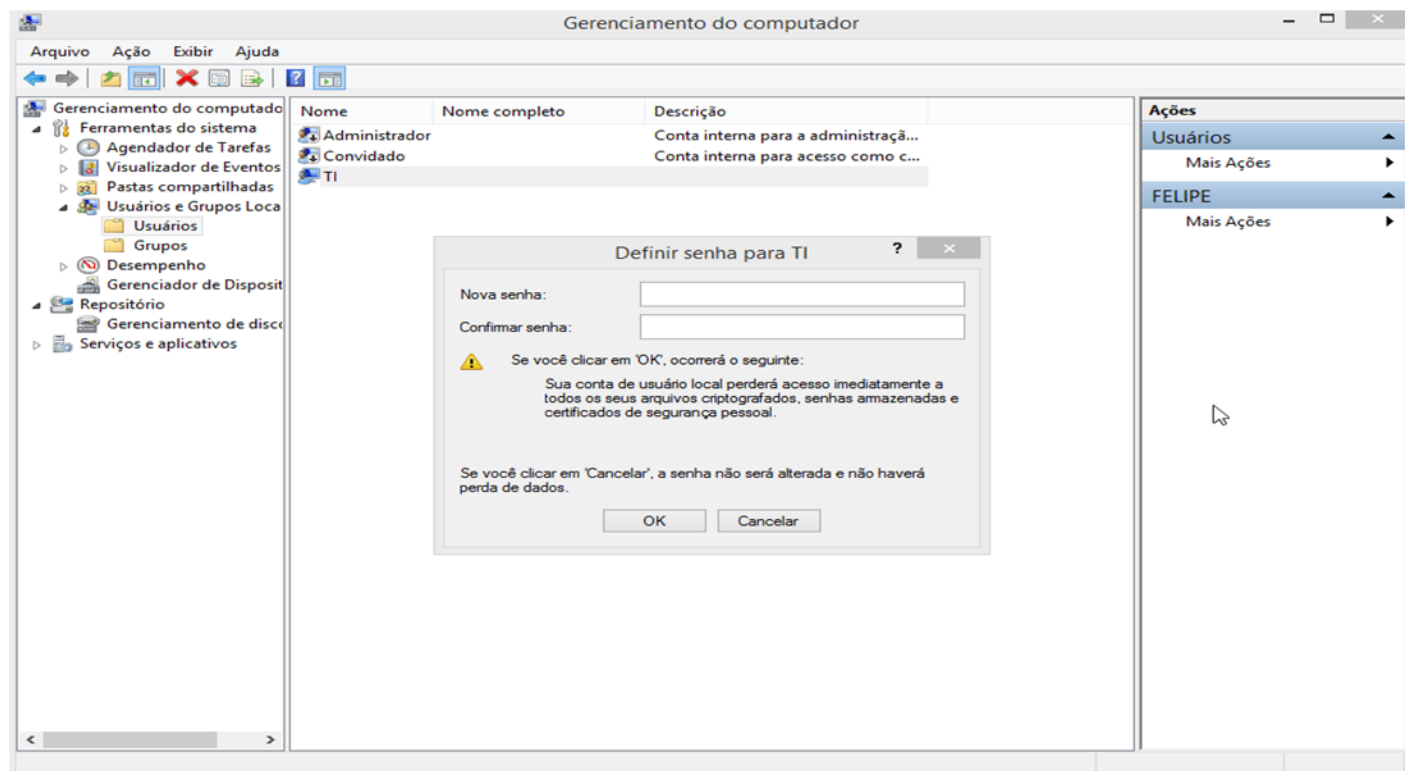 Gerenciamento do computador
Arquivo Ação Exibir Ajuda
Gerenciamento do computado
Ferramentas do sistema
Agendador de Tarefas
Visualizador de Eventos
Pastas compartilhadas
Usuários e Grupos Loca
Usuários
Grupos
Desempenho
Gerenciador de Disposit
Repositório
Gerenciamento de disco
Serviços e aplicativos
Nome Nome completo Descrição
Administrador Conta interna para a administraçã...
Convidado Conta interna para acesso como c...
TI
Ações
Usuários
Mais Ações
FELIPE
Mais Ações
Definir senha para TI ?
Nova senha:
Confirmar senha:
Se você clicar em 'OK', ocorrerá o seguinte:
Sua conta de usuário local perderá acesso imediatamente a
todos os seus arquivos criptografados, senhas armazenadas e
certificados de segurança pessoal.
Se você clicar em 'Cancelar', a senha não será alterada e não haverá
perda de dados.
OK Cancelar